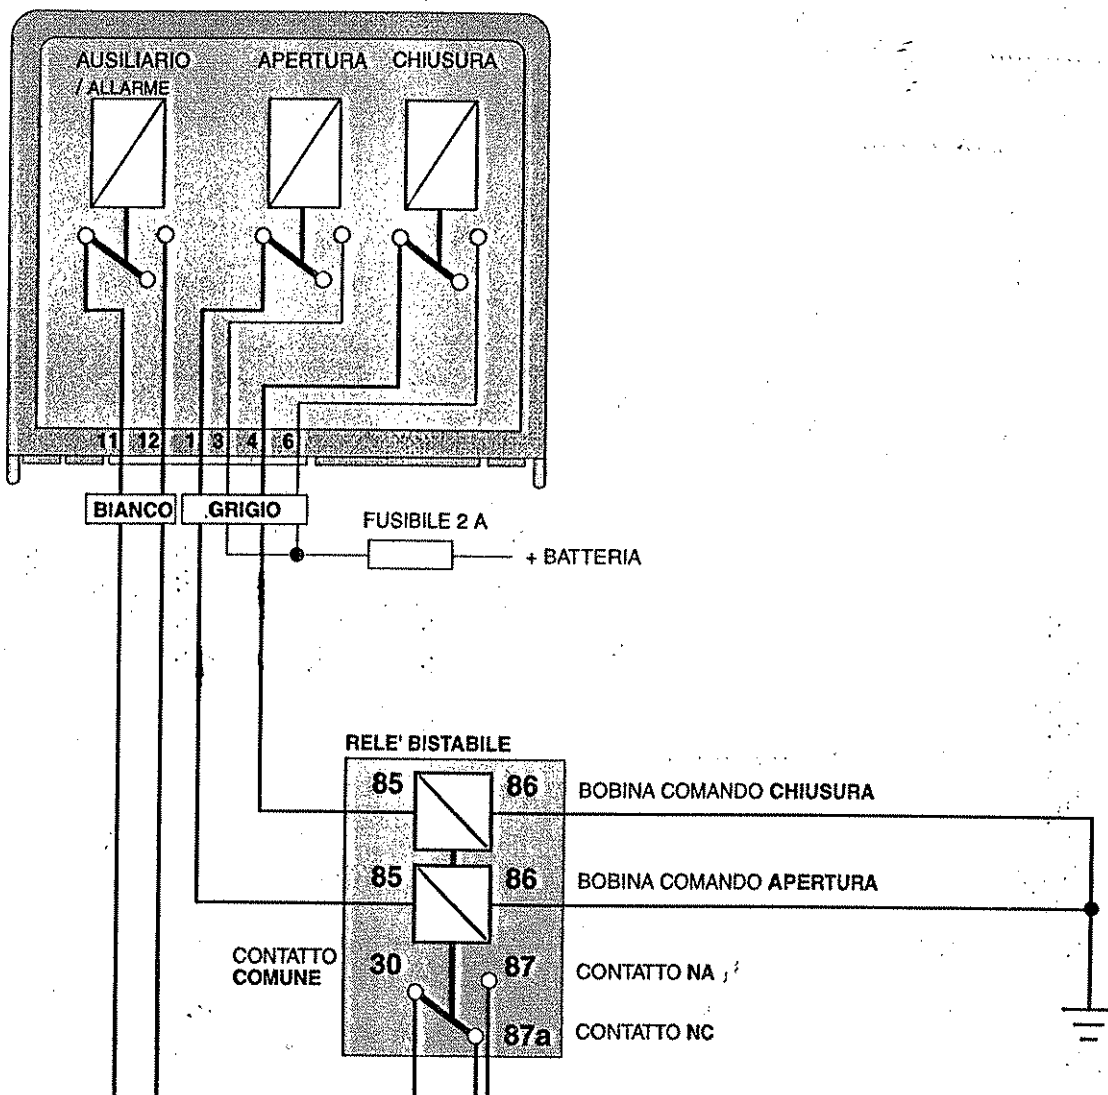 AUSILIARIO
/ ALLARME
APERTURA
CHIUSURA
11 12 1 3 4 6
BIANCO
GRIGIO
FUSIBILE 2 A
+ BATTERIA
RELE' BISTABILE
85
86
BOBINA COMANDO CHIUSURA
85
86
BOBINA COMANDO APERTURA
CONTATTO
COMUNE
30
87
CONTATTO NA
87a
CONTATTO NC